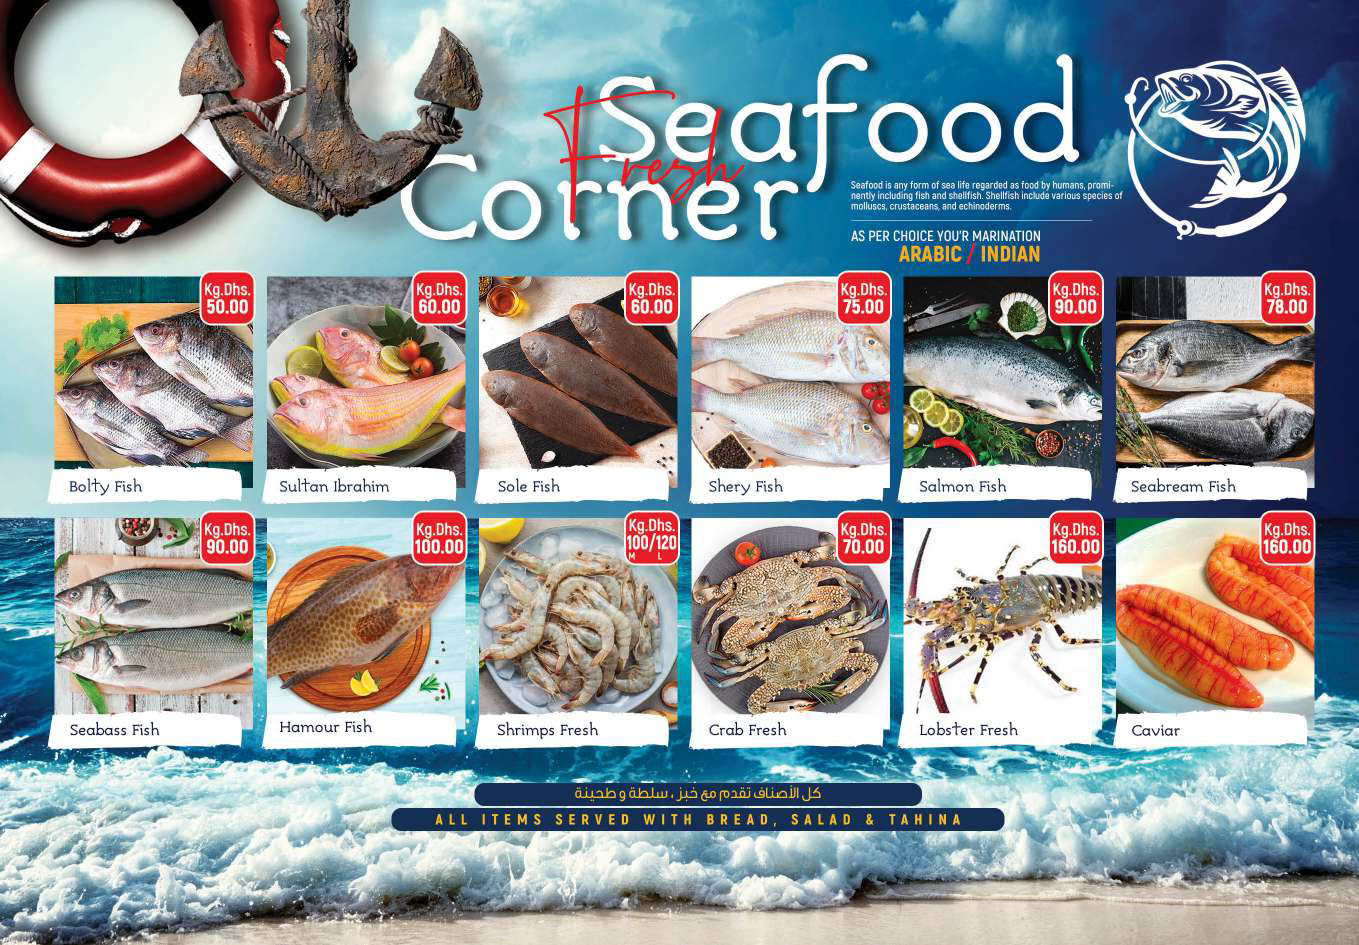 Seafood
Fresh
Corner
Seafood is any form of sea life regarded as food by humans, promi-
nently including fish and shellfish. Shellfish include various species of
molluscs, crustaceans, and echinoderms.
AS PER CHOICE YOU'R MARINATION
ARABIC / INDIAN
Kg.Dhs.
50.00
Bolty Fish
Kg.Dhs.
60.00
Sultan Ibrahim
Kg.Dhs.
60.00
Sole Fish
Kg.Dhs.
75.00
Shery Fish
Kg.Dhs.
90.00
Salmon Fish
Kg.Dhs.
78.00
Seabream Fish
Kg.Dhs.
90.00
Seabass Fish
Kg.Dhs.
100.00
Hamour Fish
Kg.Dhs.
100/120
M L
Shrimps Fresh
Kg.Dhs.
70.00
Crab Fresh
Kg.Dhs.
160.00
Lobster Fresh
Kg.Dhs.
160.00
Caviar
كل الأصناف تقدم مع خبز ، سلطة و طحينة
ALL ITEMS SERVED WITH BREAD, SALAD & TAHINA